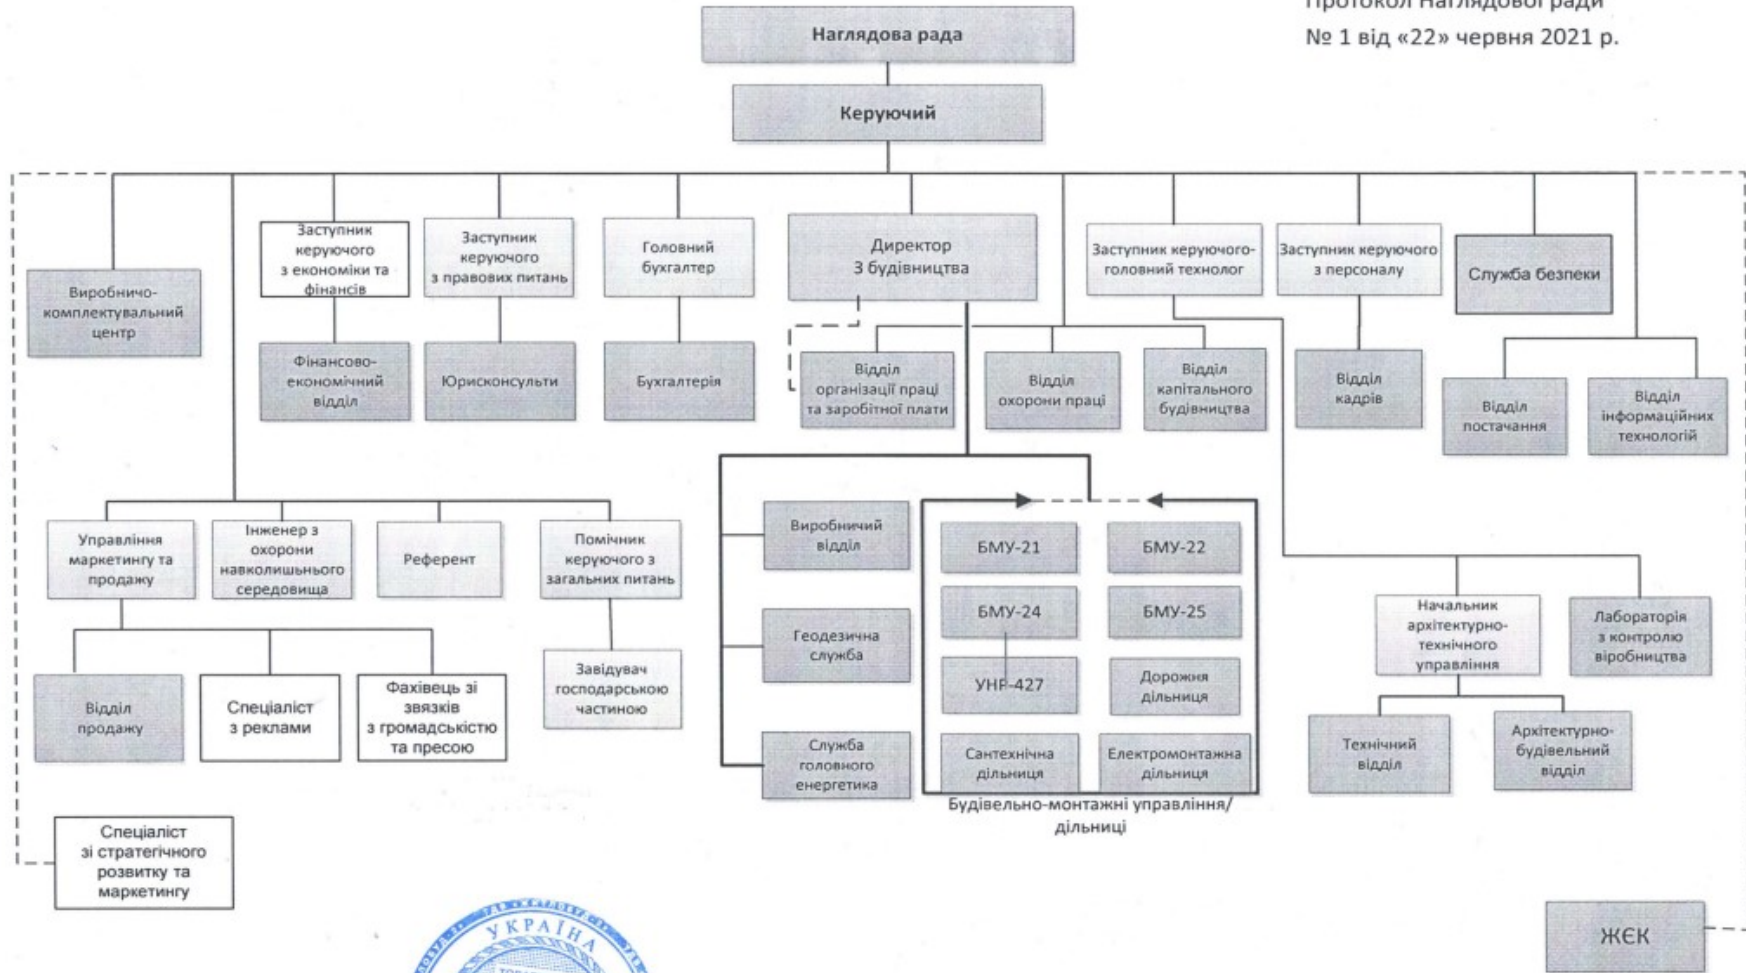 Протокол Наглядової ради
№ 1 від «22» червня 2021 р.
Наглядова рада
Керуючий
Виробничо-
комплектувальний
центр
Заступник
керуючого
з економіки та
фінансів
Заступник
керуючого
з правових питань
Головний
бухгалтер
Директор
З будівництва
Заступник керуючого-
головний технолог
Заступник керуючого
з персоналу
Служба безпеки
Фінансово-
економічний
відділ
Юрисконсульти
Бухгалтерія
Відділ
організації праці
та заробітної плати
Відділ
охорони праці
Відділ
капітального
будівництва
Відділ
кадрів
Відділ
постачання
Відділ
інформаційних
технологій
Управління
маркетингу та
продажу
Інженер з
охорони
навколишнього
середовища
Референт
Помічник
керуючого з
загальних питань
Виробничий
відділ
БМУ-21
БМУ-22
БМУ-24
БМУ-25
Геодезична
служба
УНР-427
Дорожня
дільниця
Начальник
архітектурно-
технічного
управління
Лабораторія
з контролю
віробництва
Відділ
продажу
Спеціаліст
з реклами
Фахівець зі
звязків
з громадськістю
та пресою
Завідувач
господарською
частиною
Служба
головного
енергетика
Сантехнічна
дільниця
Електромонтажна
дільниця
Технічний
відділ
Архітектурно-
будівельний
відділ
Будівельно-монтажні управління/
дільниці
Спеціаліст
зі стратегічного
розвитку та
маркетингу
ЖЄК
УКРАЇНА